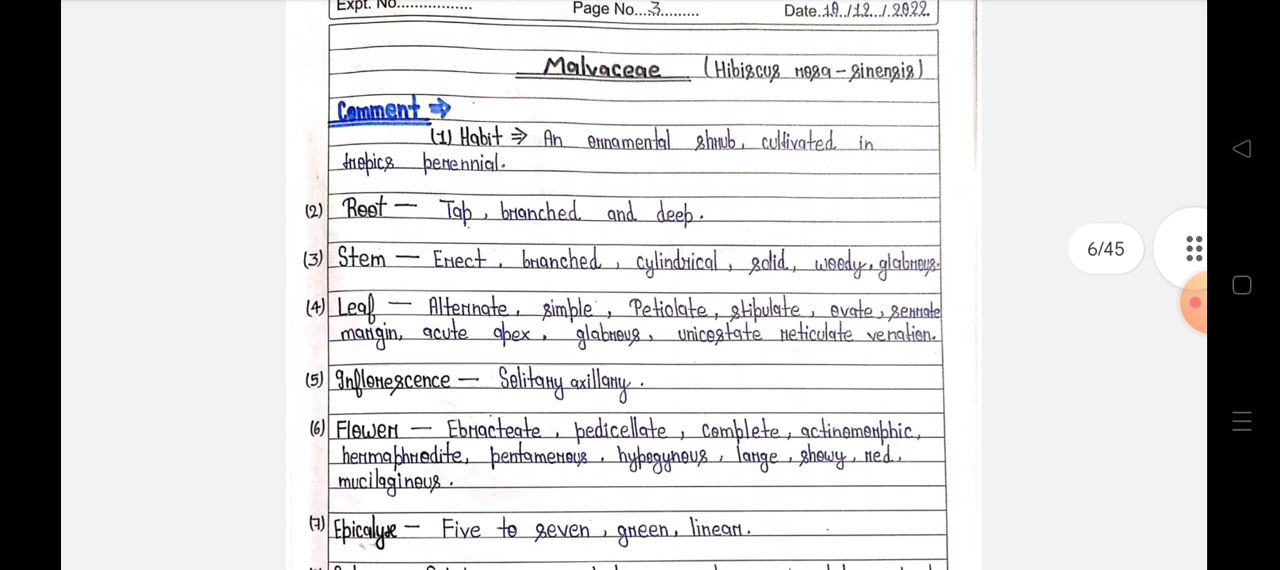 Expt. No.................
Page No...3.........
Date.19../12../.2022.
Malvaceae (Hibiscus rosa-sinensis)
Comment ⇒
(1) Habit ⇒ An ornamental shrub, cultivated in
tropics perennial.
(2) Root — Tap, branched and deep.
(3) Stem — Erect, branched, cylindrical, solid, woody, glabrous.
(4) Leaf — Alternate, simple, Petiolate, stipulate, ovate, serrate
margin, acute apex, glabrous, unicostate reticulate venation.
(5) Inflorescence — Solitary axillary.
(6) Flower — Ebracteate, pedicellate, complete, actinomorphic,
hermaphrodite, pentamerous, hypogynous, large, showy, red,
mucilaginous.
(7) Epicalyx — Five to seven, green, linear.
6/45